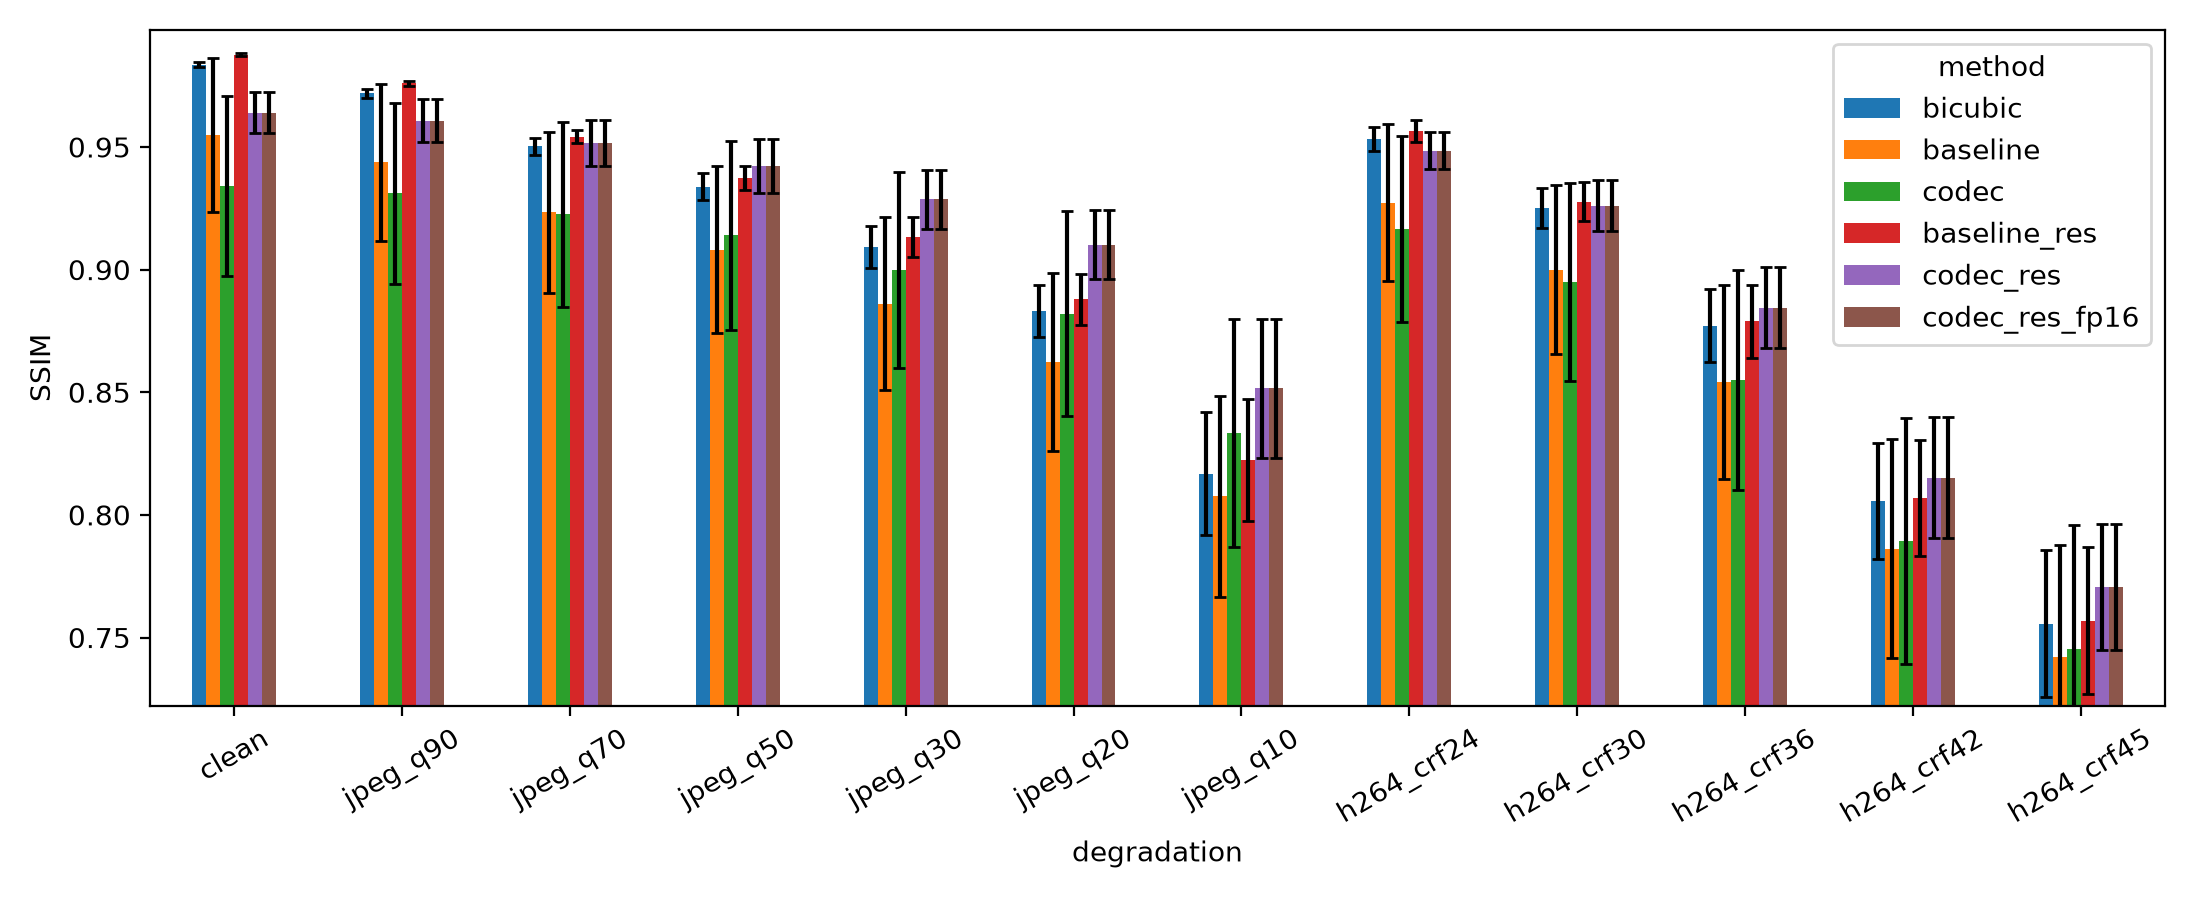 method
bicubic
baseline
codec
baseline_res
codec_res
codec_res_fp16
SSIM
0.95
0.90
0.85
0.80
0.75
clean
jpeg_q90
jpeg_q70
jpeg_q50
jpeg_q30
jpeg_q20
jpeg_q10
h264_crf24
h264_crf30
h264_crf36
h264_crf42
h264_crf45
degradation